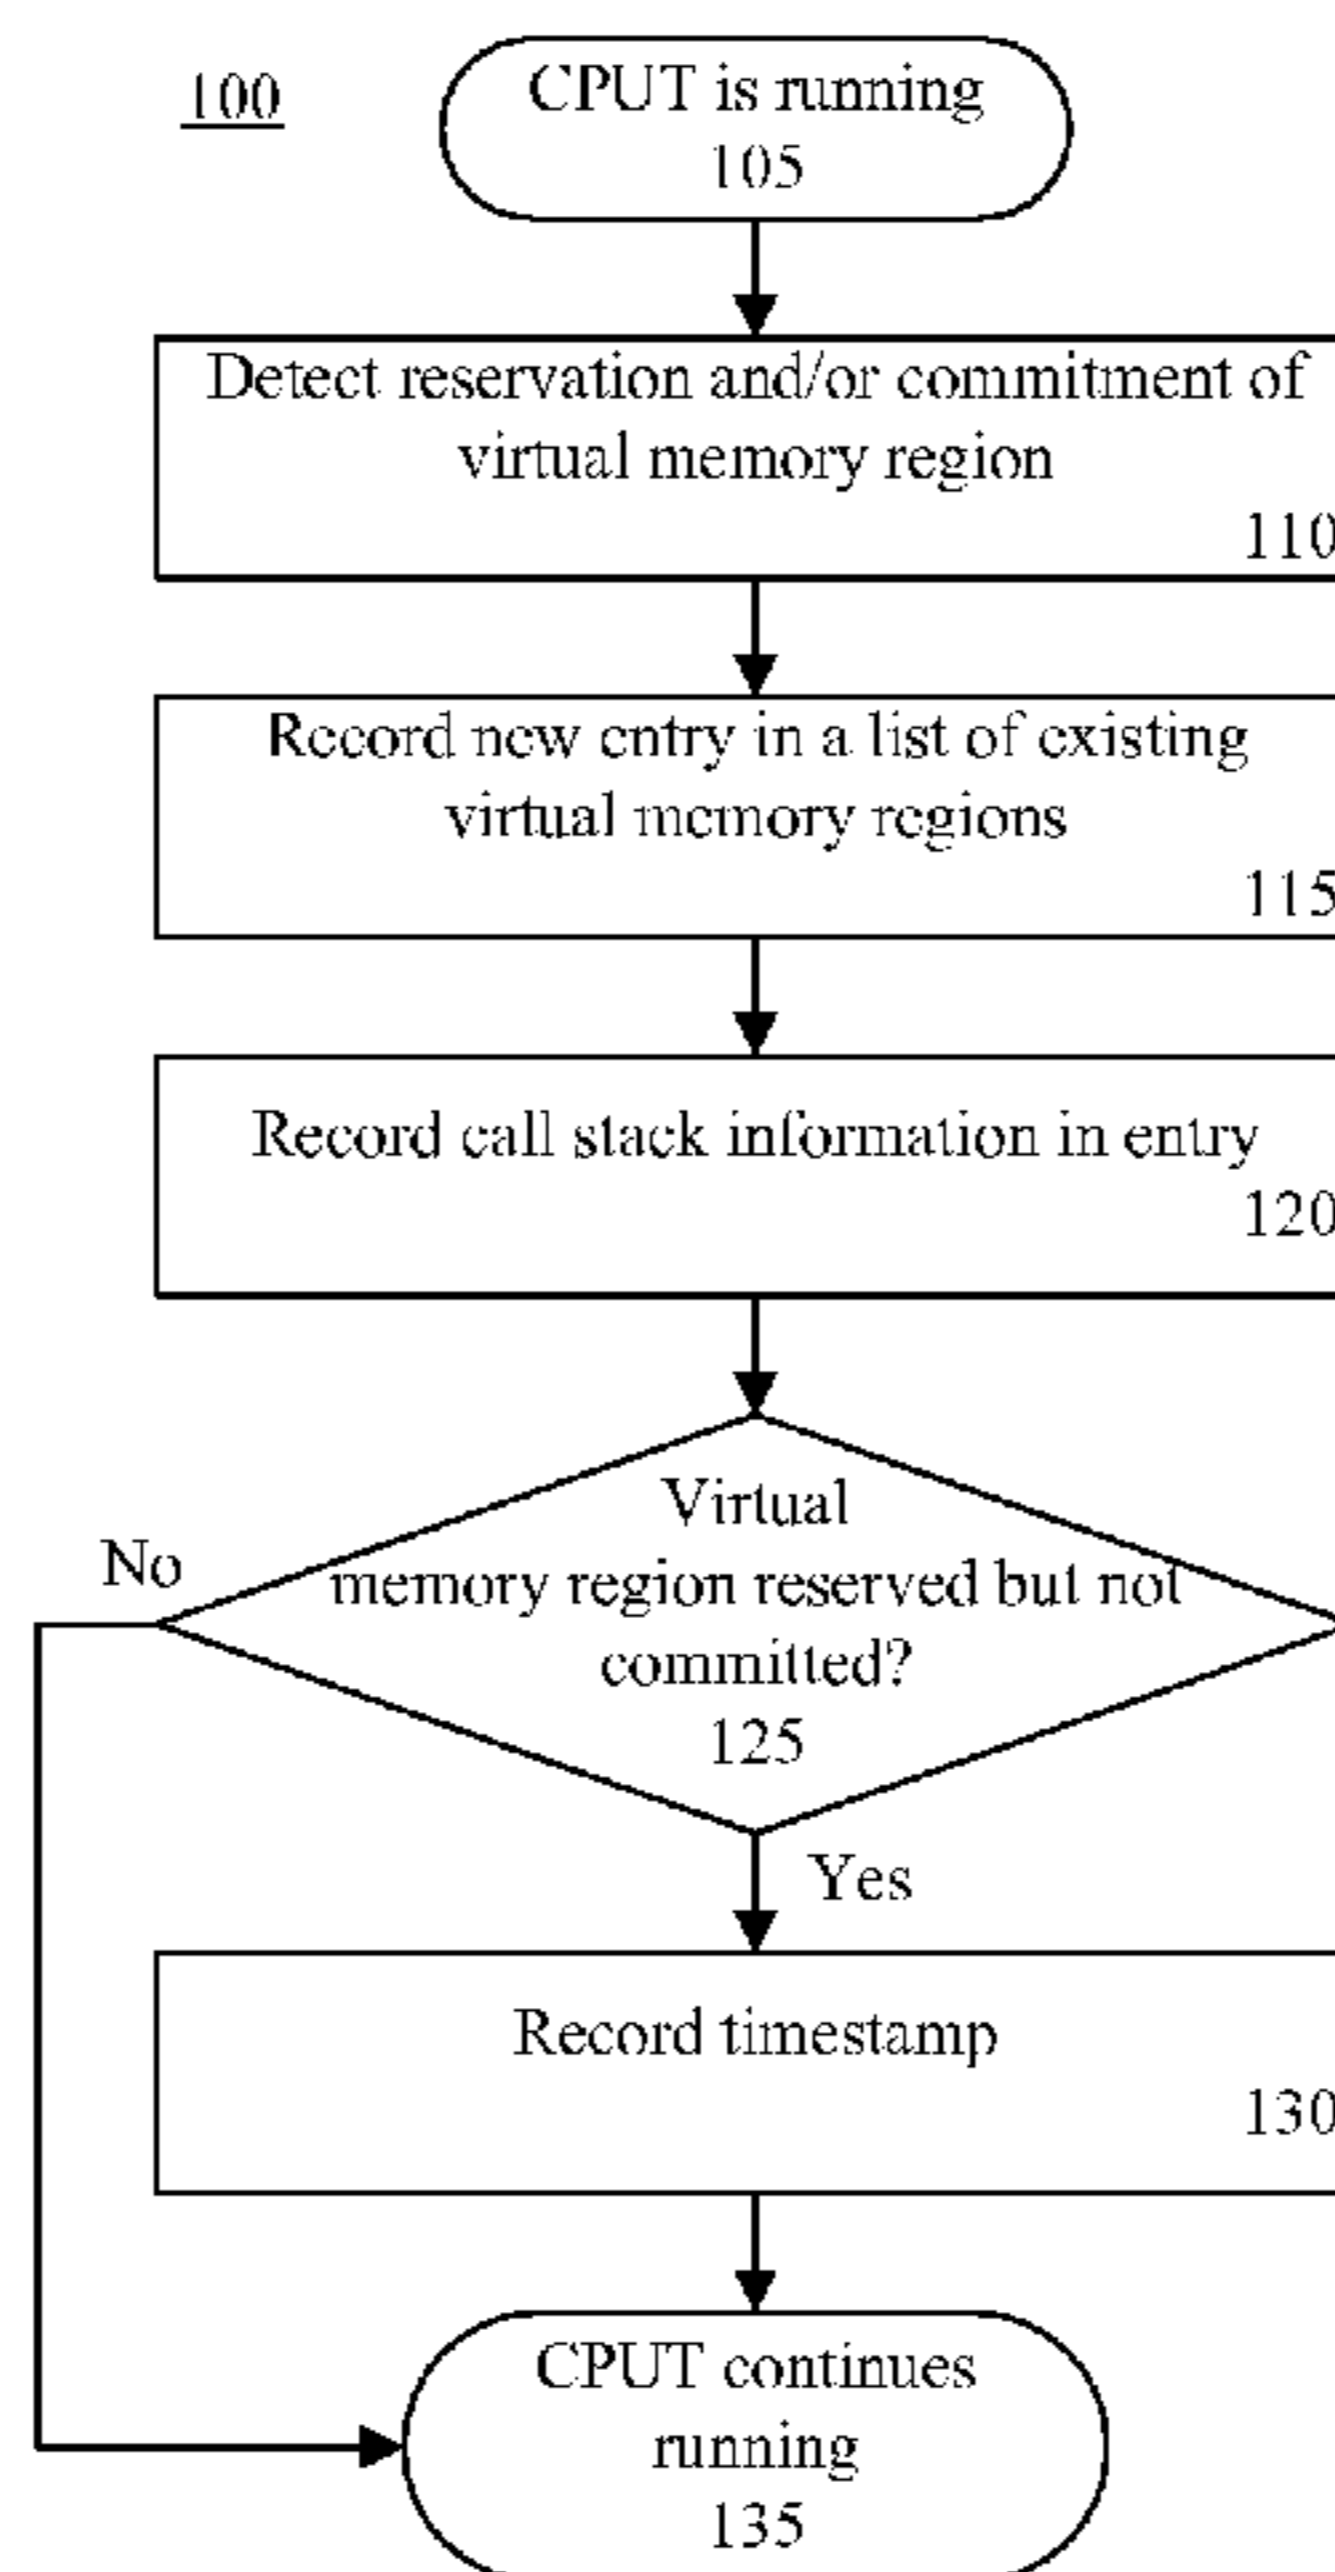 100
CPUT is running
105
Detect reservation and/or commitment of
virtual memory region
110
Record new entry in a list of existing
virtual memory regions
115
Record call stack information in entry
120
Virtual
memory region reserved but not
committed?
125
No
Yes
Record timestamp
130
CPUT continues
running
135